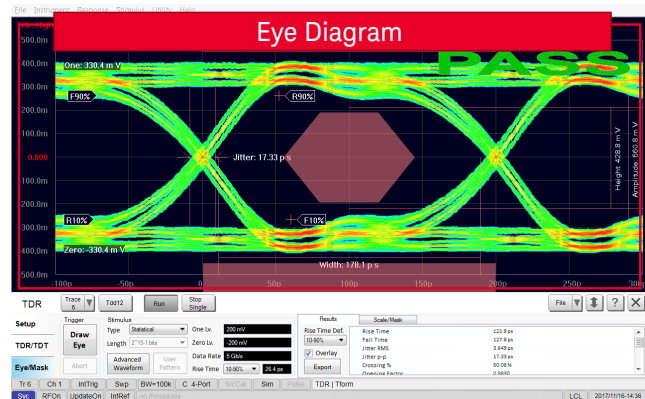 File Instrument Response Stimulus Utility Help
Eye Diagram
PASS
500.0m
One: 330.4 m V
400.0m
300.0m
F90%
R90%
200.0m
100.0m
0.000
Jitter: 17.33 p s
100.0m
200.0m
R10%
F10%
300.0m
Zero: -330.4 m V
400.0m
500.0m
Width: 178.1 p s
Height: 428.8 m V
Amplitude: 660.8 m V
-100p -50p 0 50p 100p 150p 200p 250p 300p
TDR
Trace 6
Tdd12
Run
Stop Single
File
?
X
Setup
TDR/TDT
Eye/Mask
Trigger
Draw Eye
Abort
Stimulus
Type Statistical
Length 2^15-1 bits
Advanced Waveform
User Pattern
One Lv. 200 mV
Zero Lv. -200 mV
Data Rate 5 Gb/s
Rise Time 10-90% 26.4 ps
Results
Scale/Mask
Rise Time Def.
10-90%
Overlay
Export
Rise Time 121.9 ps
Fall Time 127.8 ps
Jitter RMS 3.649 ps
Jitter p-p 17.33 ps
Crossing % 50.08 %
Opening Factor 0.8830
Tr 6 Ch 1 IntTrig Swp BW=100k C 4-Port SrcCal Sim Pulse TDR | Tform
Svc RFOn UpdateOn IntRef no messages LCL 2017/11/16-14:36